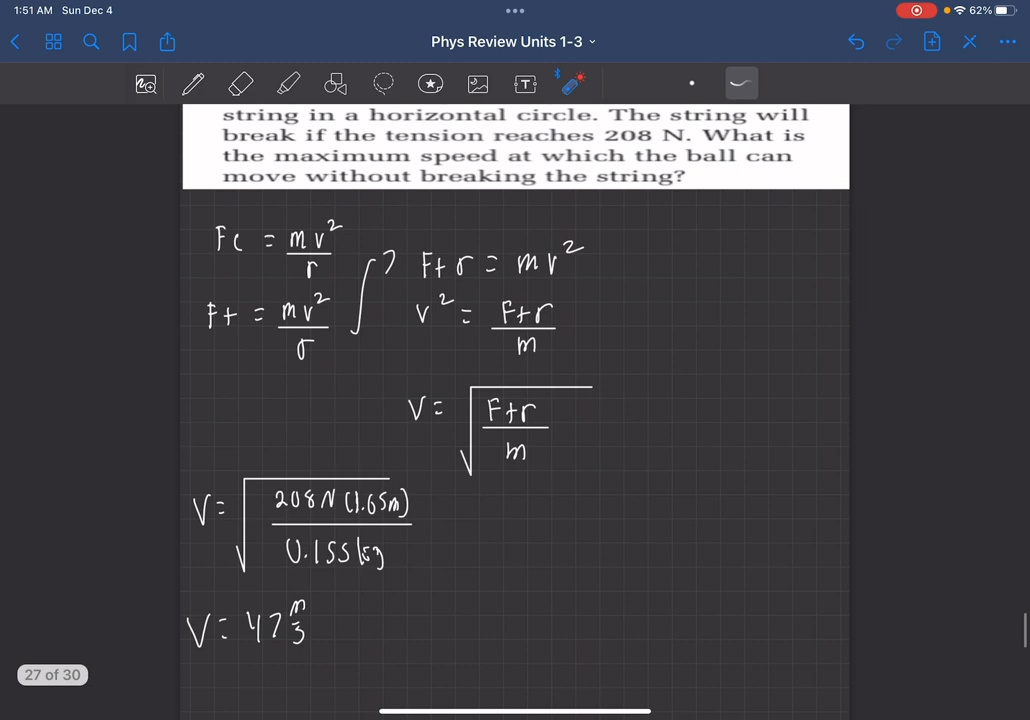 1:51 AM Sun Dec 4
62%
Phys Review Units 1-3
string in a horizontal circle. The string will
break if the tension reaches 208 N. What is
the maximum speed at which the ball can
move without breaking the string?
Fc = mv²/r
Ft = mv²/r
Ftr = mv²
v² = Ftr/m
V = √(Ftr/m)
V = √(208N(1.65m)/0.155kg)
V = 47 m/s
27 of 30